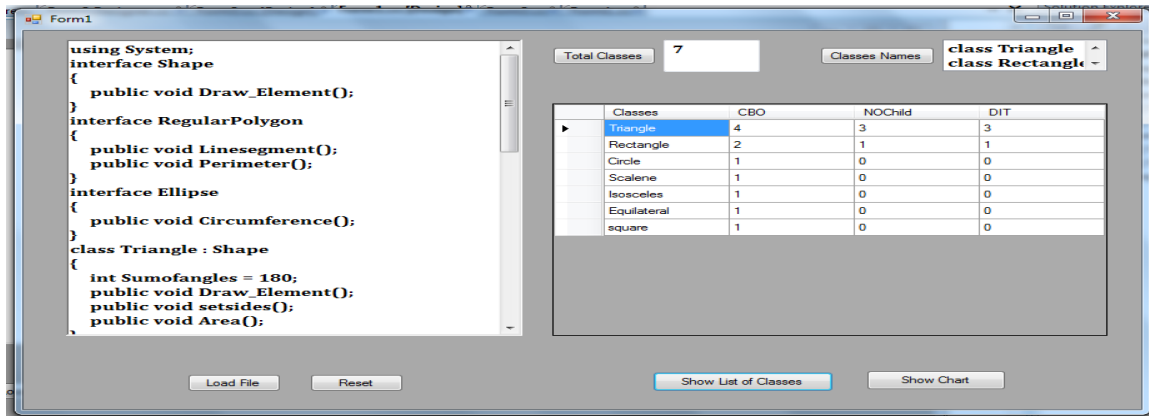 Form1
using System;
interface Shape
{
public void Draw_Element();
}
interface RegularPolygon
{
public void Linesegment();
public void Perimeter();
}
interface Ellipse
{
public void Circumference();
}
class Triangle : Shape
{
int Sumofangles = 180;
public void Draw_Element();
public void setsides();
public void Area();
Total Classes
7
Classes Names
class Triangle
class Rectangle
Classes CBO NOChild DIT
Triangle 4 3 3
Rectangle 2 1 1
Circle 1 0 0
Scalene 1 0 0
Isosceles 1 0 0
Equilateral 1 0 0
square 1 0 0
Load File
Reset
Show List of Classes
Show Chart